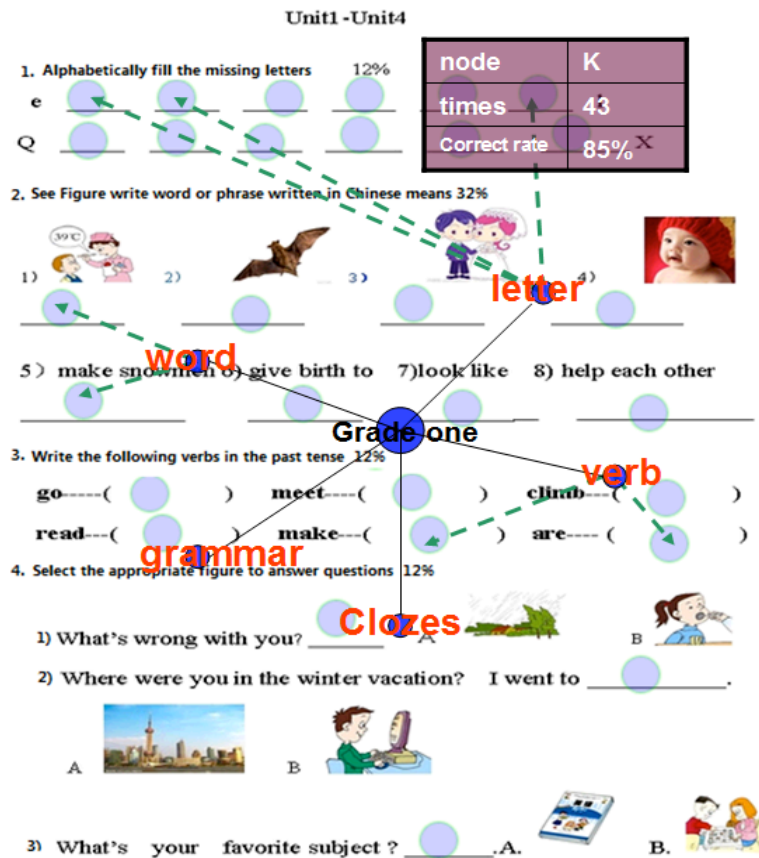 Unit1 -Unit4
node K
1. Alphabetically fill the missing letters 12%
e
times 43
Correct rate 85%
Q X
2. See Figure write word or phrase written in Chinese means 32%
39℃
1) 2) 3) 4)
letter
word
5) make snowmen 6) give birth to 7)look like 8) help each other
Grade one
3. Write the following verbs in the past tense 12%
verb
go-----( ) meet----( ) climb---( )
read---( ) make---( ) are---- ( )
grammar
4. Select the appropriate figure to answer questions 12%
Clozes
1) What's wrong with you? A B
2) Where were you in the winter vacation? I went to .
A B
3) What's your favorite subject ? .A. B.